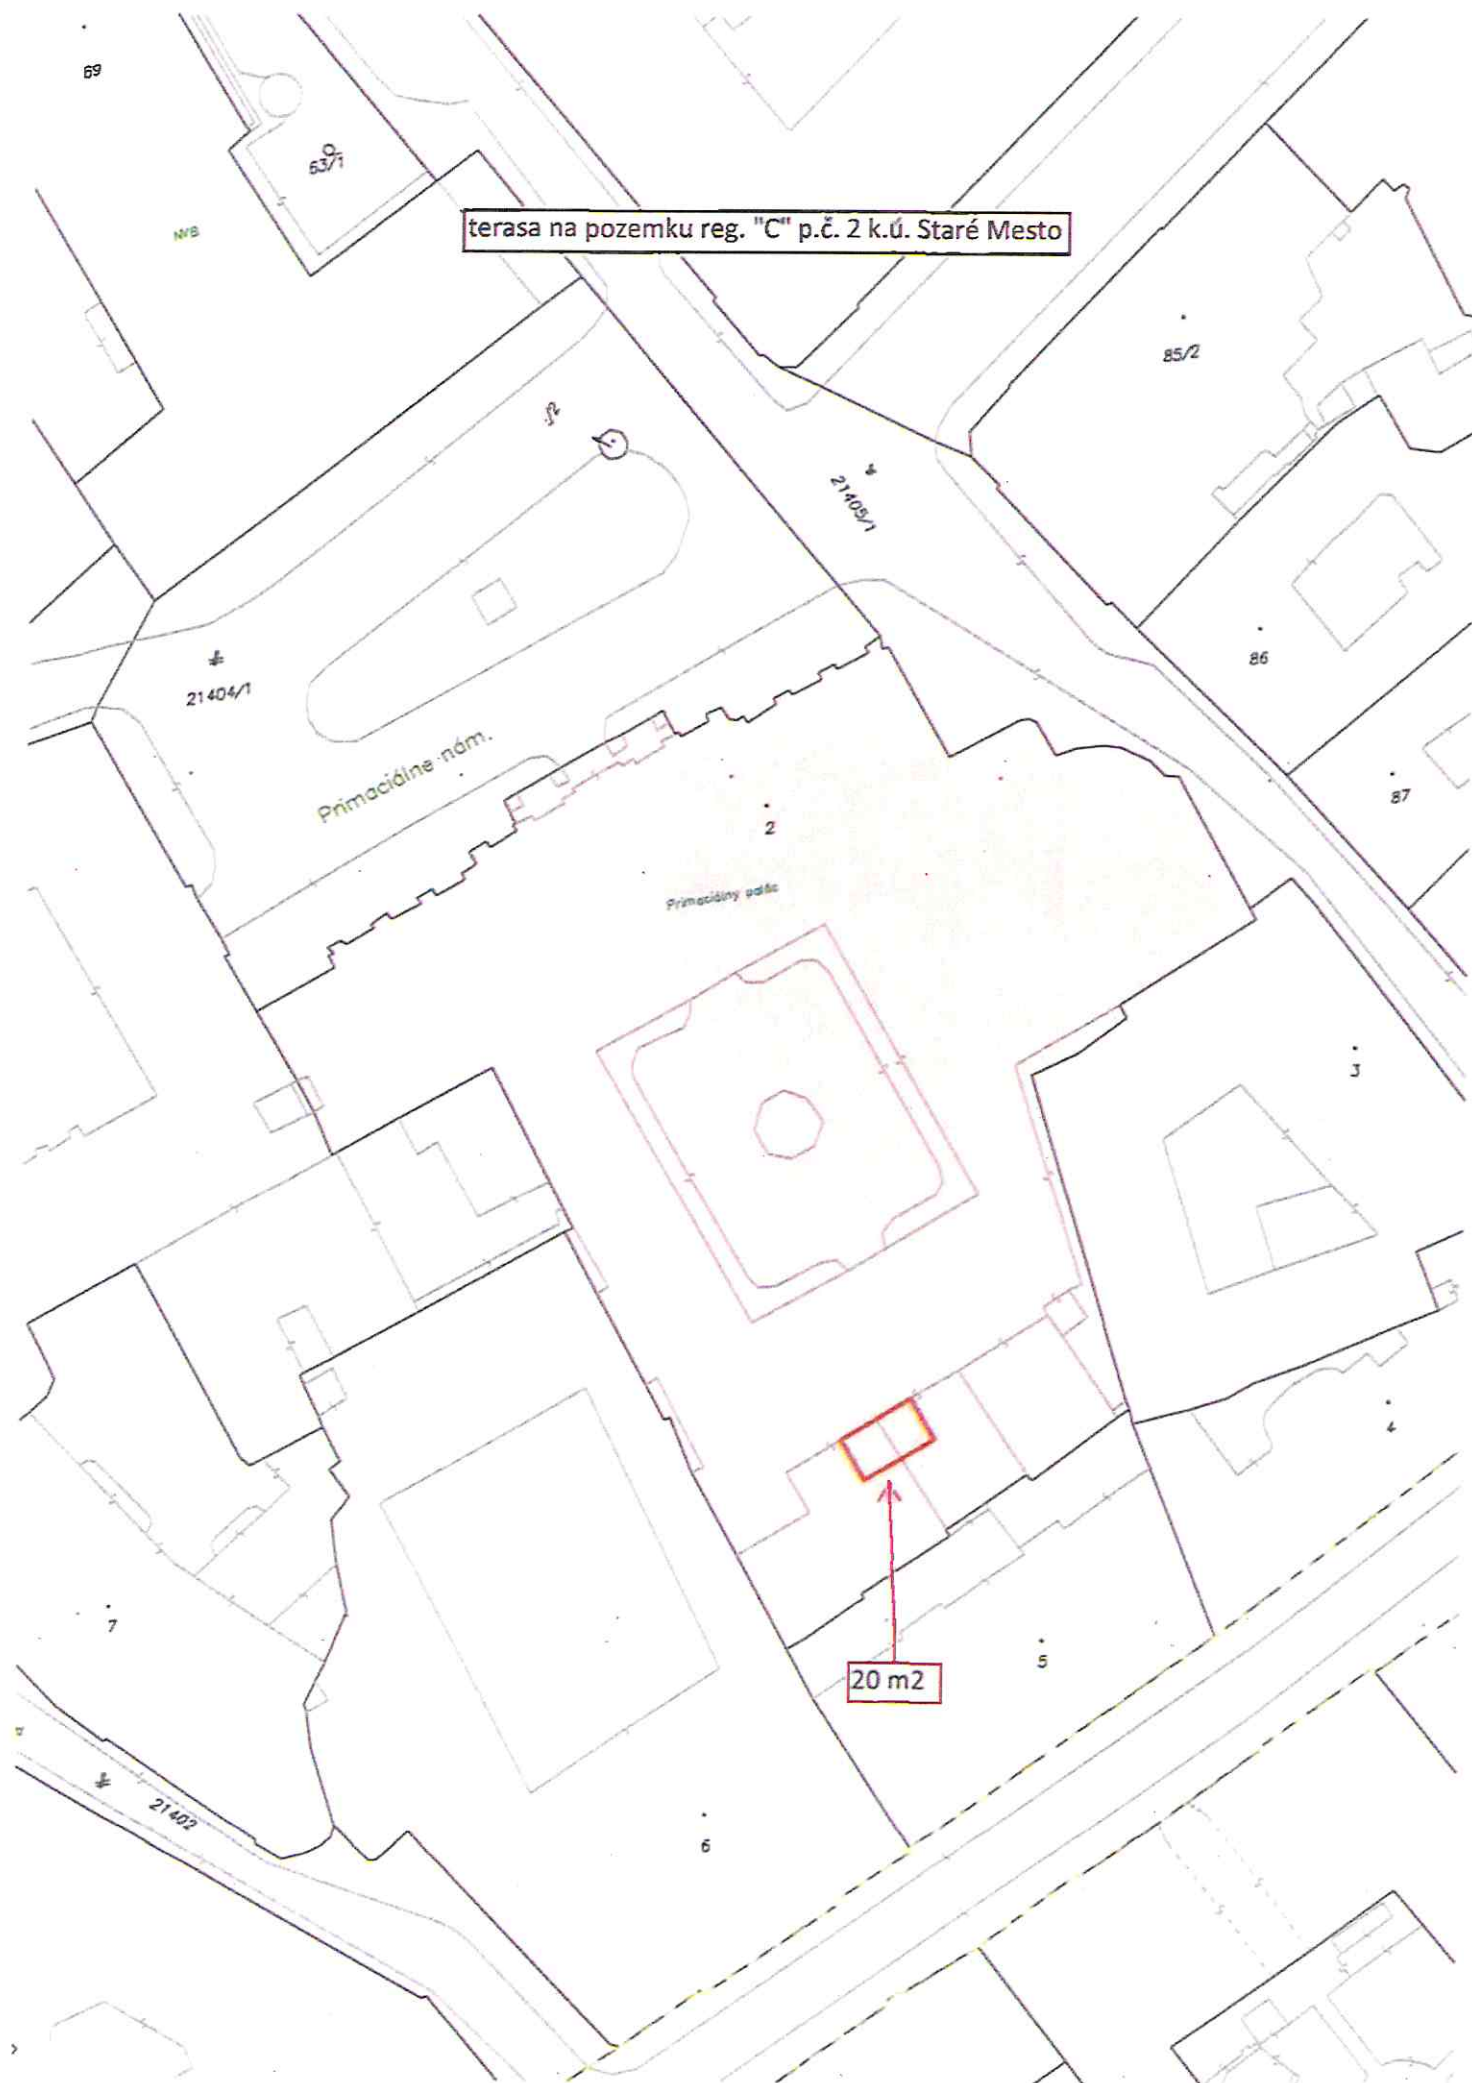 69
63/1
NVB
terasa na pozemku reg. "C" p.č. 2 k.ú. Staré Mesto
85/2
21405/1
86
21404/1
Primaciálne nám.
87
2
Primaciálny palác
3
4
7
5
20 m2
21402
6